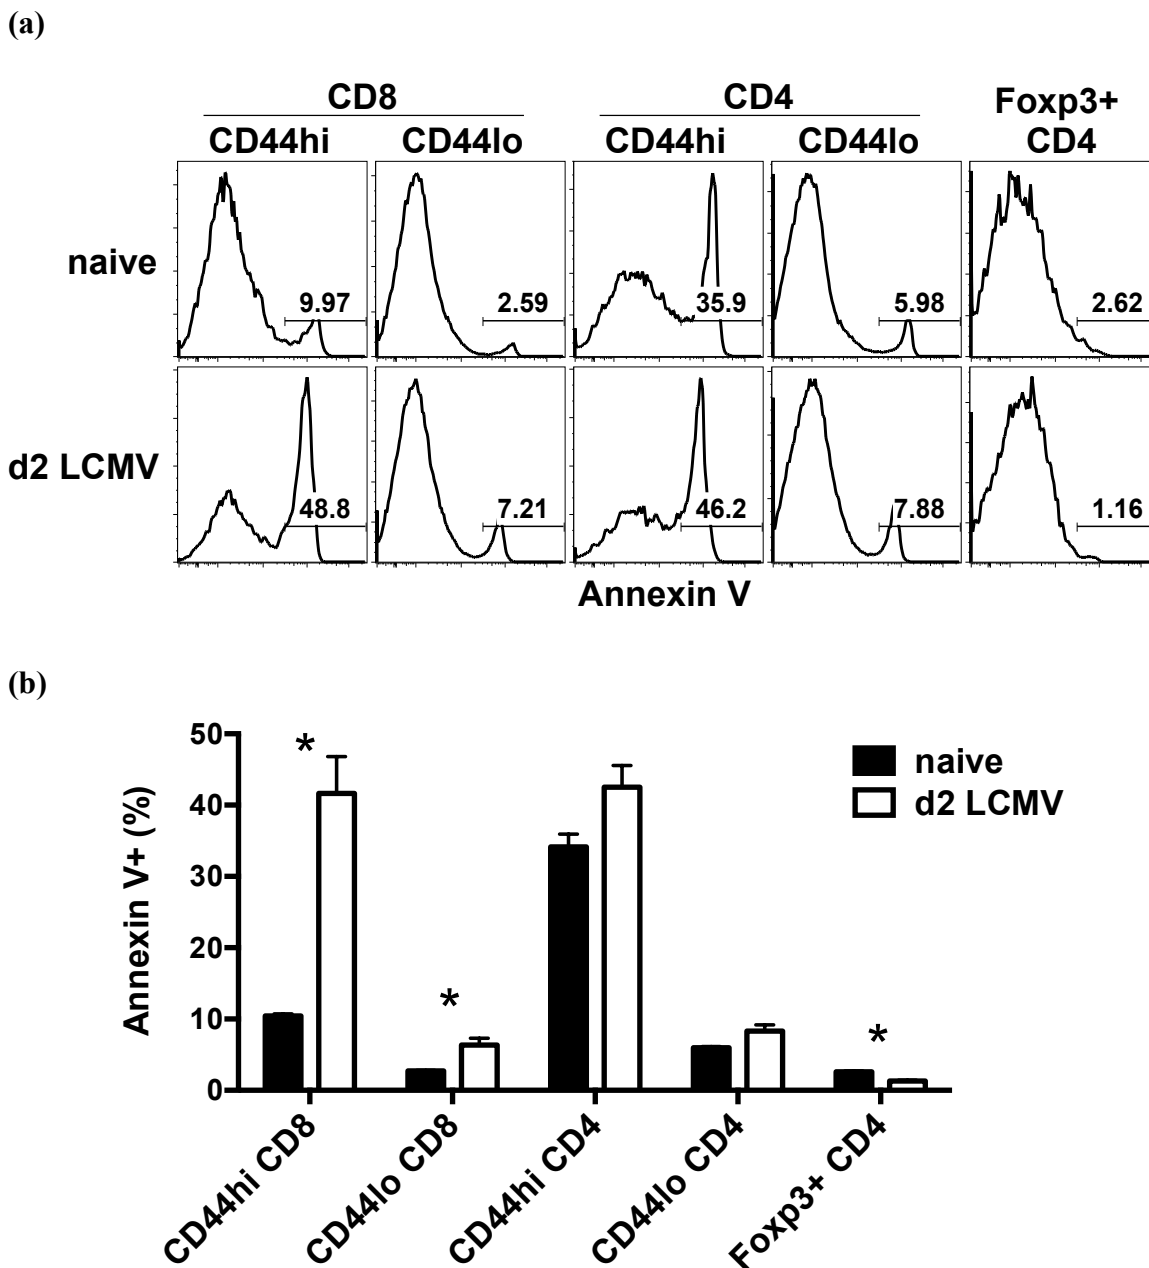 (a)
CD8 CD4 Foxp3+
CD44hi CD44lo CD44hi CD44lo CD4
naive 9.97 2.59 35.9 5.98 2.62
d2 LCMV 48.8 7.21 46.2 7.88 1.16
Annexin V
(b)
Annexin V+ (%)
50
40
30
20
10
0
* * *
naive
d2 LCMV
CD44hi CD8
CD44lo CD8
CD44hi CD4
CD44lo CD4
Foxp3+ CD4